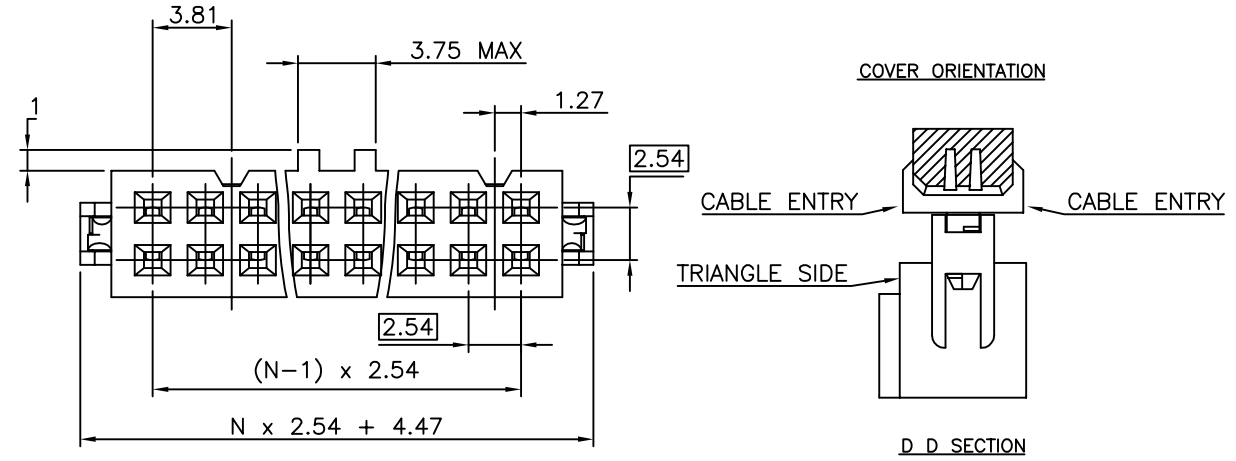 3.81
3.75 MAX
COVER ORIENTATION
1
1.27
2.54
CABLE ENTRY
CABLE ENTRY
TRIANGLE SIDE
2.54
(N-1) x 2.54
N x 2.54 + 4.47
D D SECTION